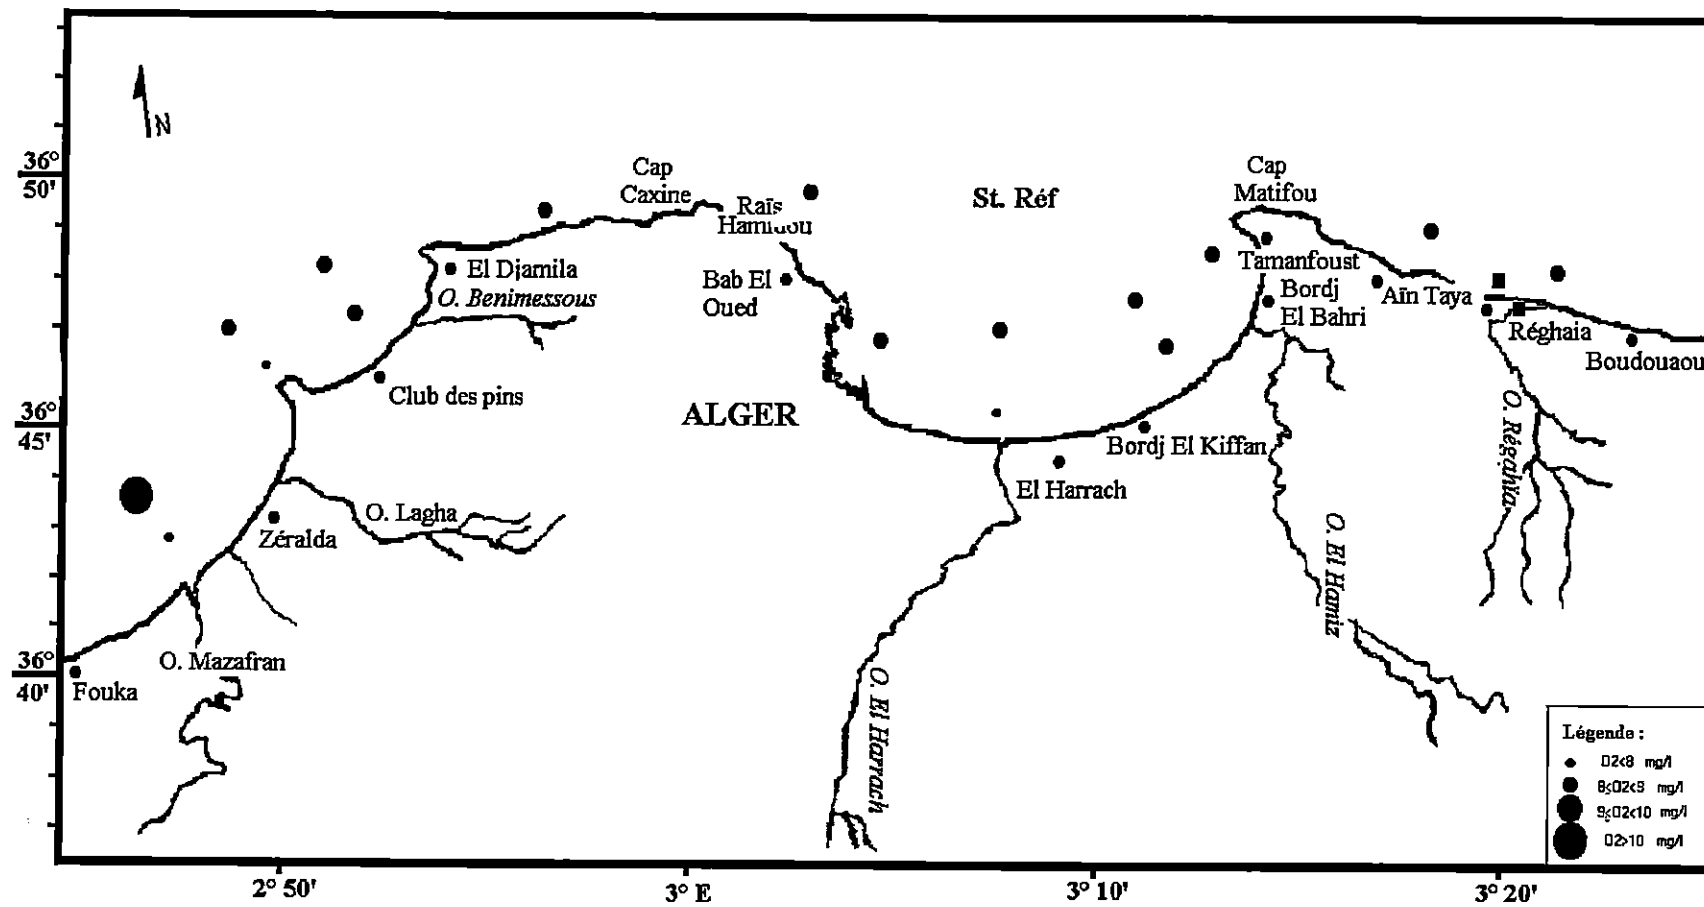 N
36°
50'
Cap
Caxine
Raïs
Hamidou
St. Réf
Cap
Matifou
El Djamila
O. Benimessous
Bab El
Oued
Tamanfoust
Bordj
El Bahri
Aïn Taya
Réghaia
Boudouaou
Club des pins
36°
45'
ALGER
Bordj El Kiffan
El Harrach
O. Régahïa
O. Lagha
Zéralda
O. El Hamiz
O. Mazafran
36°
40'
Fouka
O. El Harrach
Légende :
O2<8 mg/l
8≤O2<9 mg/l
9≤O2<10 mg/l
O2>10 mg/l
2° 50'
3° E
3° 10'
3° 20'